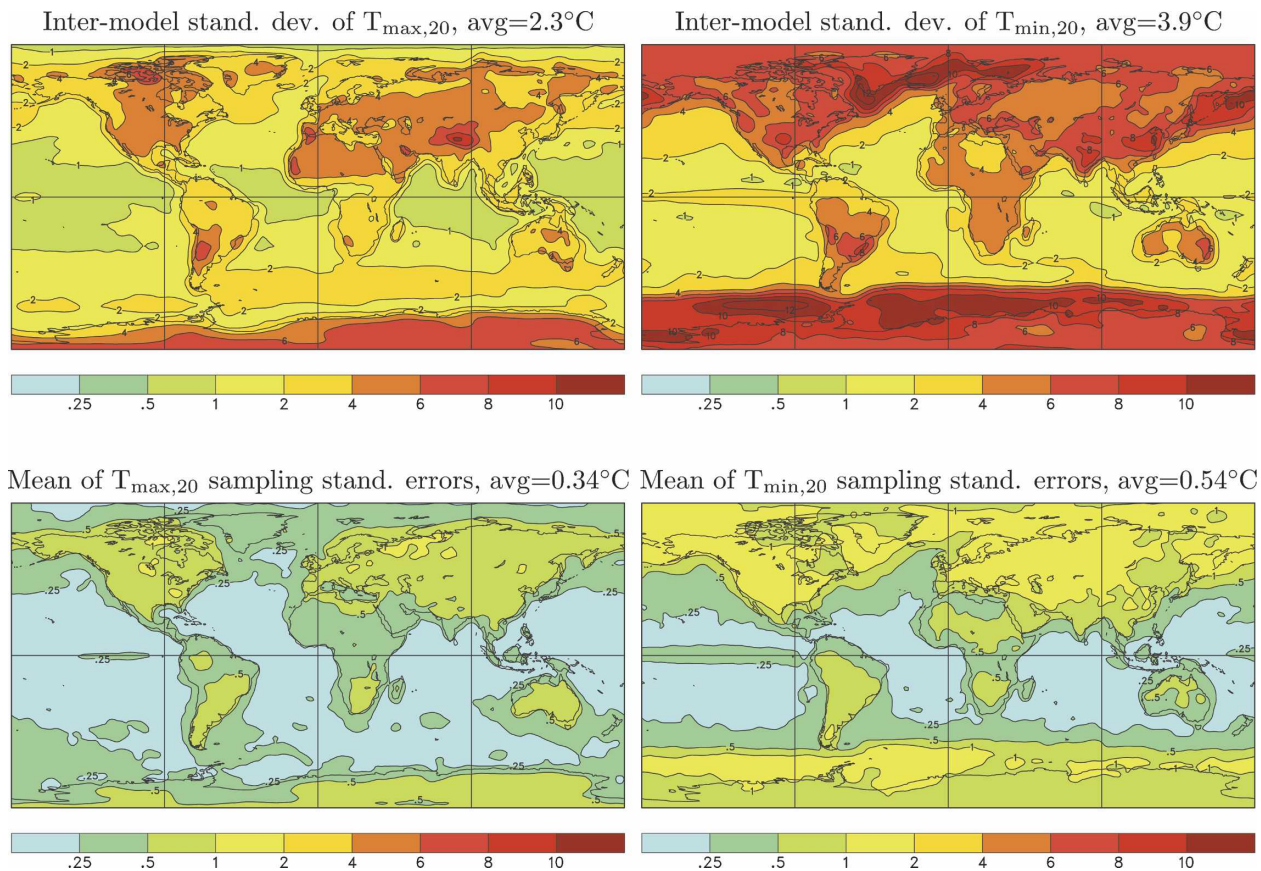 Inter-model stand. dev. of Tmax,20, avg=2.3°C
Inter-model stand. dev. of Tmin,20, avg=3.9°C
.25 .5 1 2 4 6 8 10
.25 .5 1 2 4 6 8 10
Mean of Tmax,20 sampling stand. errors, avg=0.34°C
Mean of Tmin,20 sampling stand. errors, avg=0.54°C
.25 .5 1 2 4 6 8 10
.25 .5 1 2 4 6 8 10